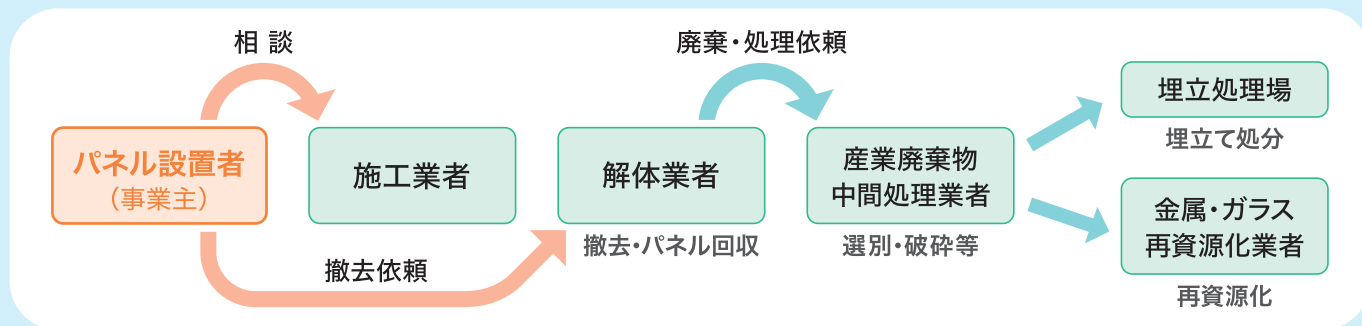 相 談
廃棄・処理依頼
パネル設置者
（事業主）
施工業者
解体業者
撤去・パネル回収
産業廃棄物
中間処理業者
選別・破砕等
埋立処理場
埋立て処分
金属・ガラス
再資源化業者
再資源化
撤去依頼